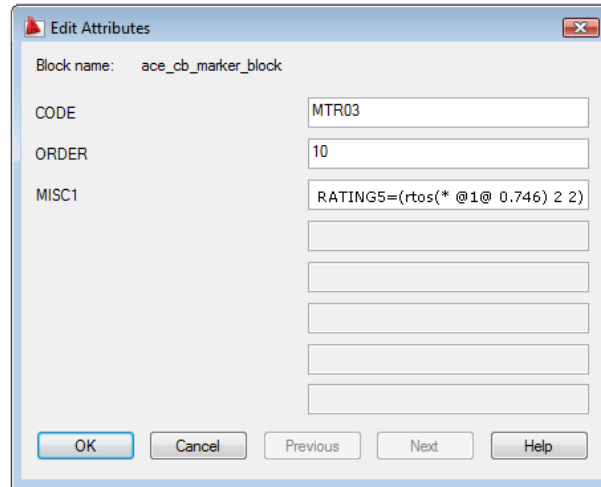 Edit Attributes
Block name: ace_cb_marker_block
CODE MTR03
ORDER 10
MISC1 RATING5=(rtos(* @1@ 0.746) 2 2)
OK Cancel Previous Next Help